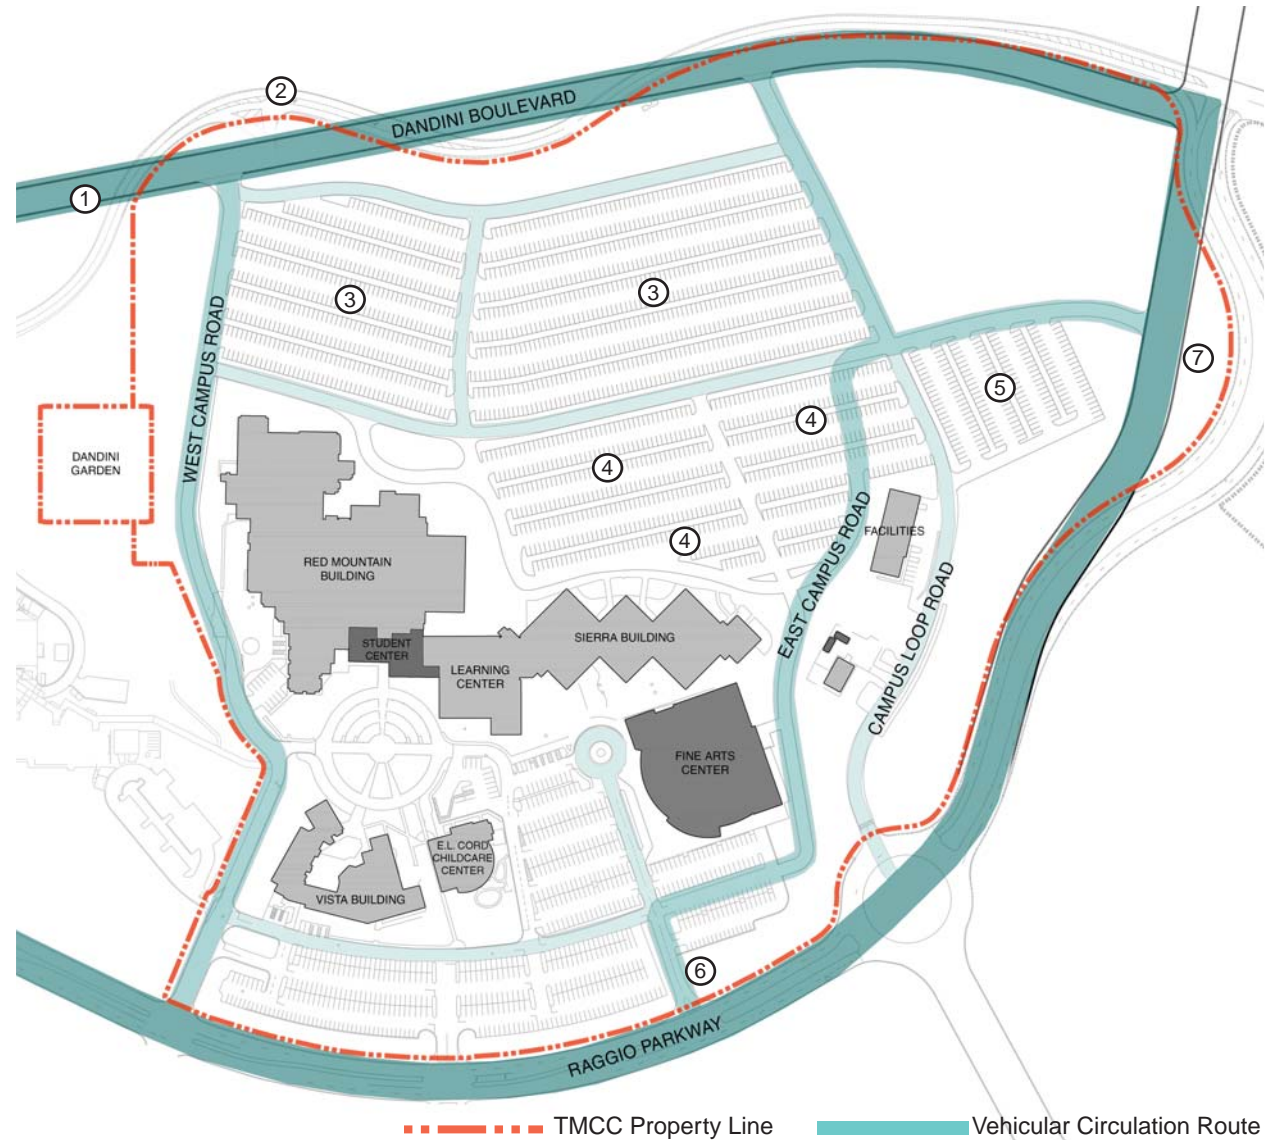 2
DANDINI BOULEVARD
1
3
3
WEST CAMPUS ROAD
7
5
4
4
4
DANDINI
GARDEN
RED MOUNTAIN
BUILDING
FACILITIES
EAST CAMPUS ROAD
CAMPUS LOOP ROAD
STUDENT
CENTER
LEARNING
CENTER
SIERRA BUILDING
FINE ARTS
CENTER
E.L. CORD
CHILDCARE
CENTER
VISTA BUILDING
6
RAGGIO PARKWAY
TMCC Property Line
Vehicular Circulation Route